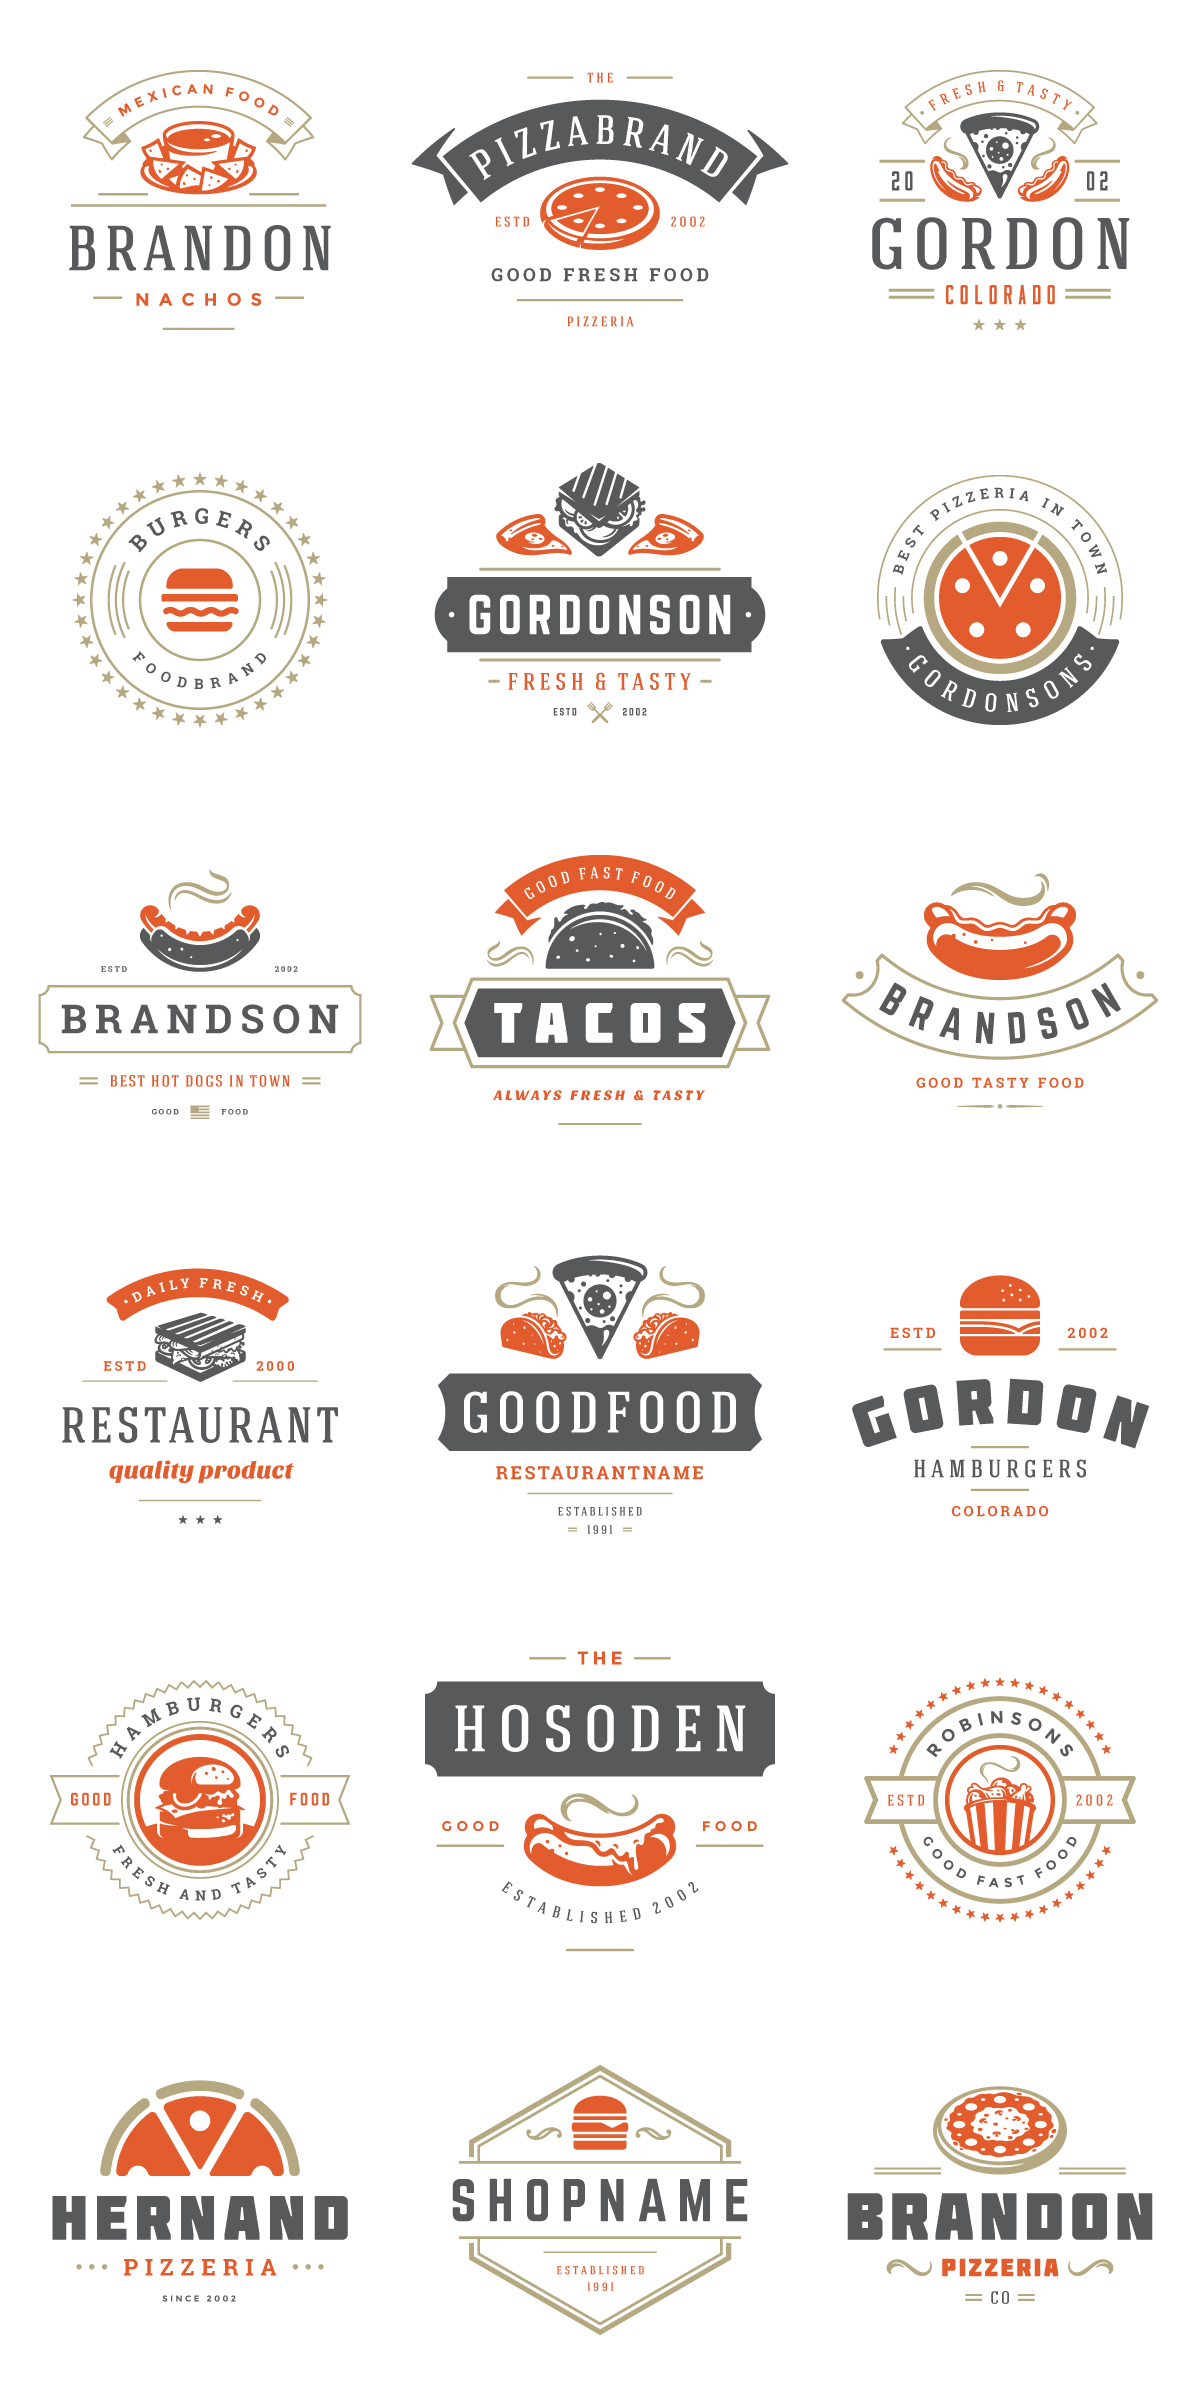 MEXICAN FOOD
BRANDON
NACHOS
THE
PIZZABRAND
ESTD 2002
GOOD FRESH FOOD
PIZZERIA
FRESH & TASTY
20 02
GORDON
COLORADO
BURGERS
FOODBRAND
GORDONSON
FRESH & TASTY
ESTD 2002
BEST PIZZERIA IN TOWN
GORDONSONS
ESTD 2002
BRANDSON
BEST HOT DOGS IN TOWN
GOOD FOOD
GOOD FAST FOOD
TACOS
ALWAYS FRESH & TASTY
BRANDSON
GOOD TASTY FOOD
DAILY FRESH
ESTD 2000
RESTAURANT
quality product
GOODFOOD
RESTAURANTNAME
ESTABLISHED
1991
ESTD 2002
GORDON
HAMBURGERS
COLORADO
HAMBURGERS
GOOD FOOD
FRESH AND TASTY
THE
HOSODEN
GOOD FOOD
ESTABLISHED 2002
ROBINSONS
ESTD 2002
GOOD FAST FOOD
HERNAND
PIZZERIA
SINCE 2002
SHOPNAME
ESTABLISHED
1991
BRANDON
PIZZERIA
CO